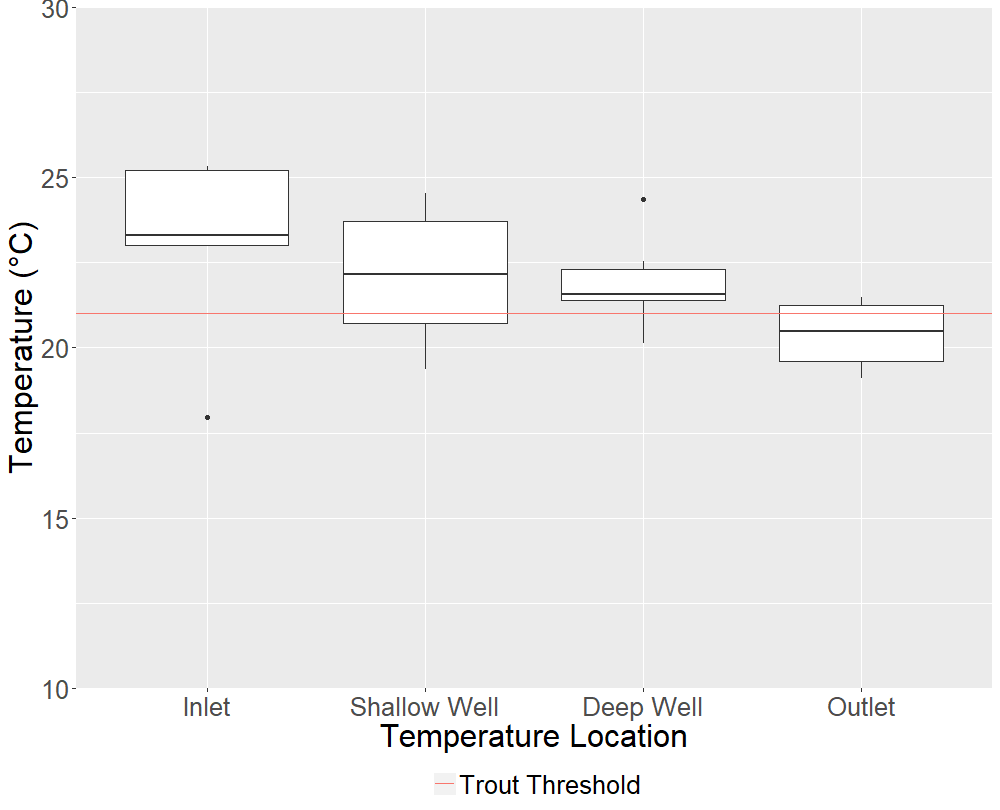 Temperature (°C)
30
25
20
15
10
Inlet Shallow Well Deep Well Outlet
Temperature Location
Trout Threshold